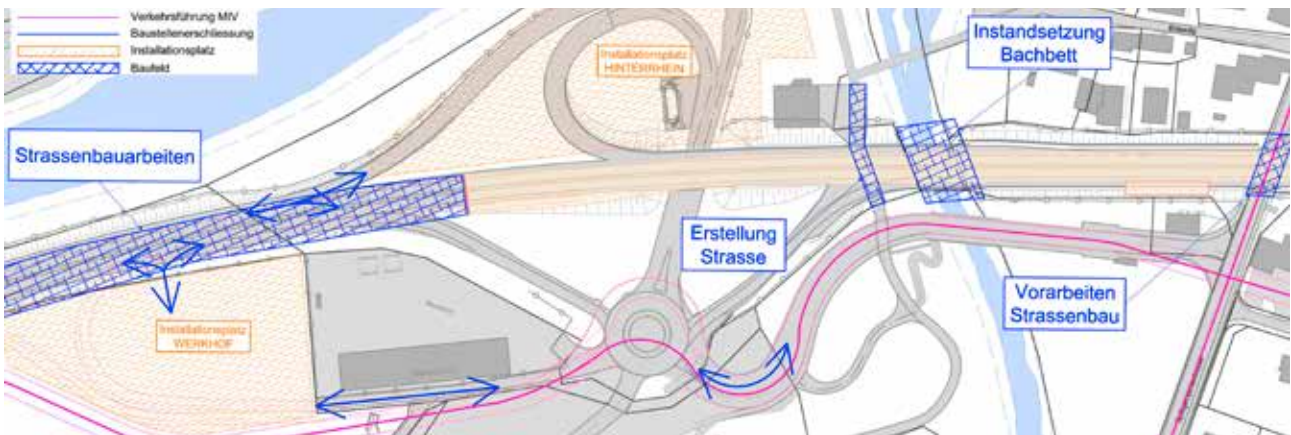 Verkehrsführung MIV
Baustellenerschliessung
Installationsplatz
Baufeld
Installationsplatz
HINTERRHEIN
Instandsetzung
Bachbett
Strassenbauarbeiten
Erstellung
Strasse
Vorarbeiten
Strassenbau
Installationsplatz
WERKHOF